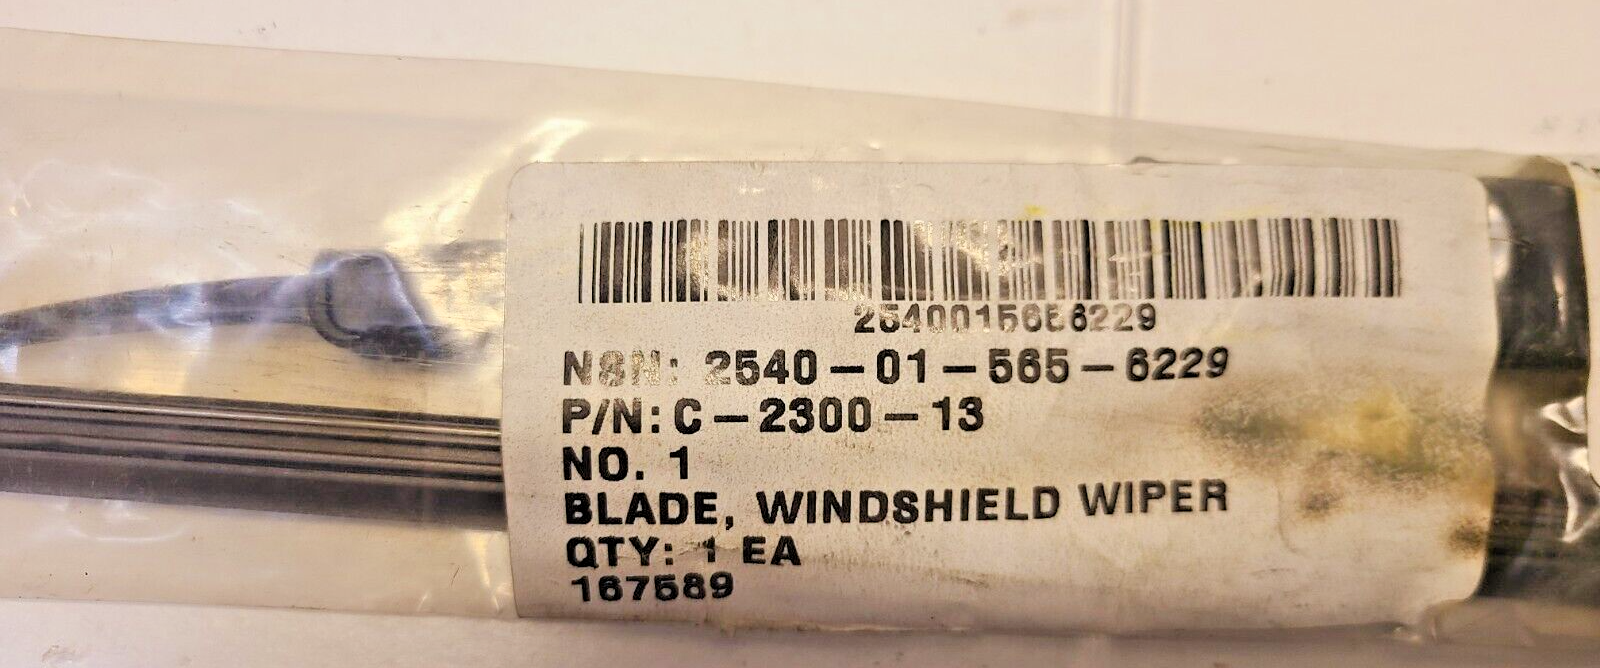 2540015656229
NSN: 2540-01-565-6229
P/N: C-2300-13
NO. 1
BLADE, WINDSHIELD WIPER
QTY: 1 EA
167589